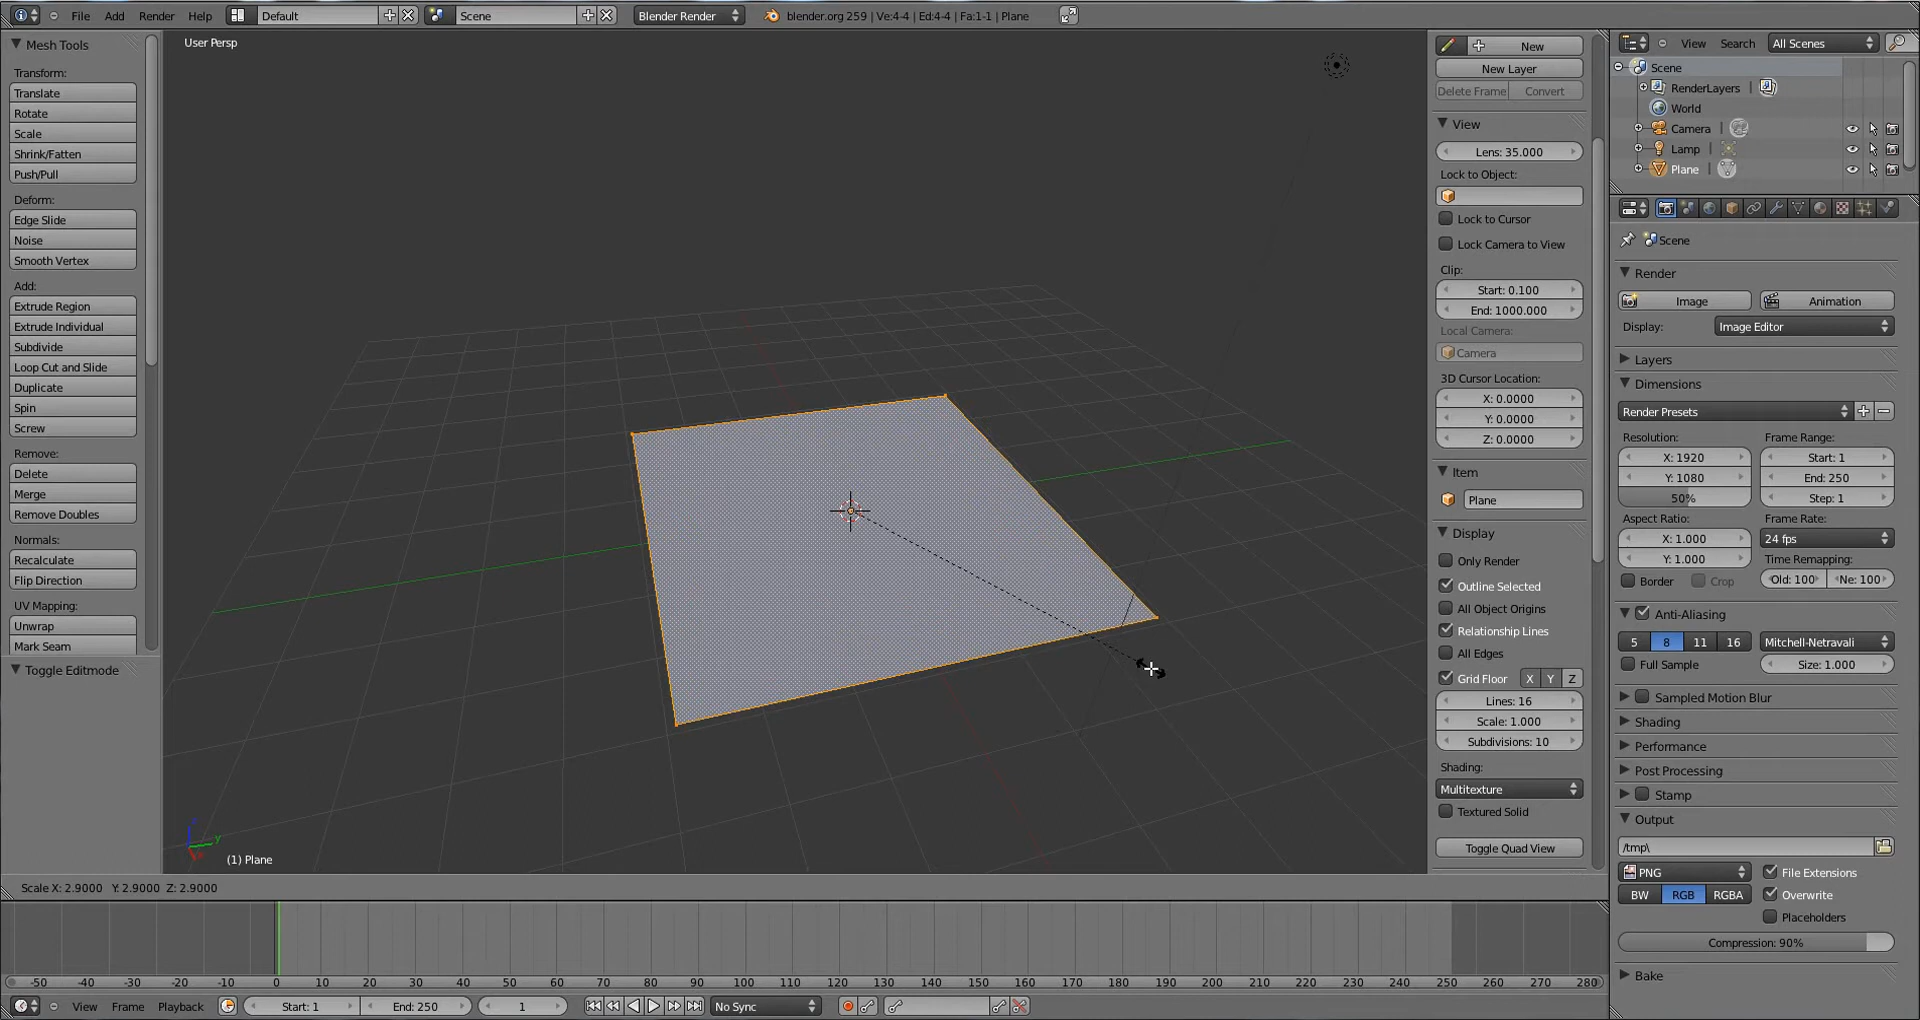 File Add Render Help Default Scene Blender Render blender.org 259 | Ve:4-4 | Ed:4-4 | Fa:1-1 | Plane
Mesh Tools
Transform:
Translate
Rotate
Scale
Shrink/Fatten
Push/Pull
Deform:
Edge Slide
Noise
Smooth Vertex
Add:
Extrude Region
Extrude Individual
Subdivide
Loop Cut and Slide
Duplicate
Spin
Screw
Remove:
Delete
Merge
Remove Doubles
Normals:
Recalculate
Flip Direction
UV Mapping:
Unwrap
Mark Seam
Toggle Editmode
User Persp
(1) Plane
Scale X: 2.9000 Y: 2.9000 Z: 2.9000
New
New Layer
Delete Frame Convert
View
Lens: 35.000
Lock to Object:
Lock to Cursor
Lock Camera to View
Clip:
Start: 0.100
End: 1000.000
Local Camera:
Camera
3D Cursor Location:
X: 0.0000
Y: 0.0000
Z: 0.0000
Item
Plane
Display
Only Render
Outline Selected
All Object Origins
Relationship Lines
All Edges
Grid Floor X Y Z
Lines: 16
Scale: 1.000
Subdivisions: 10
Shading:
Multitexture
Textured Solid
Toggle Quad View
View Search All Scenes
Scene
RenderLayers |
World
Camera |
Lamp |
Plane |
Scene
Render
Image Animation
Display: Image Editor
Layers
Dimensions
Render Presets
Resolution: Frame Range:
X: 1920 Start: 1
Y: 1080 End: 250
50% Step: 1
Aspect Ratio: Frame Rate:
X: 1.000 24 fps
Y: 1.000 Time Remapping:
Border Crop Old: 100 Ne: 100
Anti-Aliasing
5 8 11 16 Mitchell-Netravali
Full Sample Size: 1.000
Sampled Motion Blur
Shading
Performance
Post Processing
Stamp
Output
/tmp\
PNG File Extensions
BW RGB RGBA Overwrite
Placeholders
Compression: 90%
Bake
-50 -40 -30 -20 -10 0 10 20 30 40 50 60 70 80 90 100 110 120 130 140 150 160 170 180 190 200 210 220 230 240 250 260 270 280
View Frame Playback Start: 1 End: 250 1 No Sync